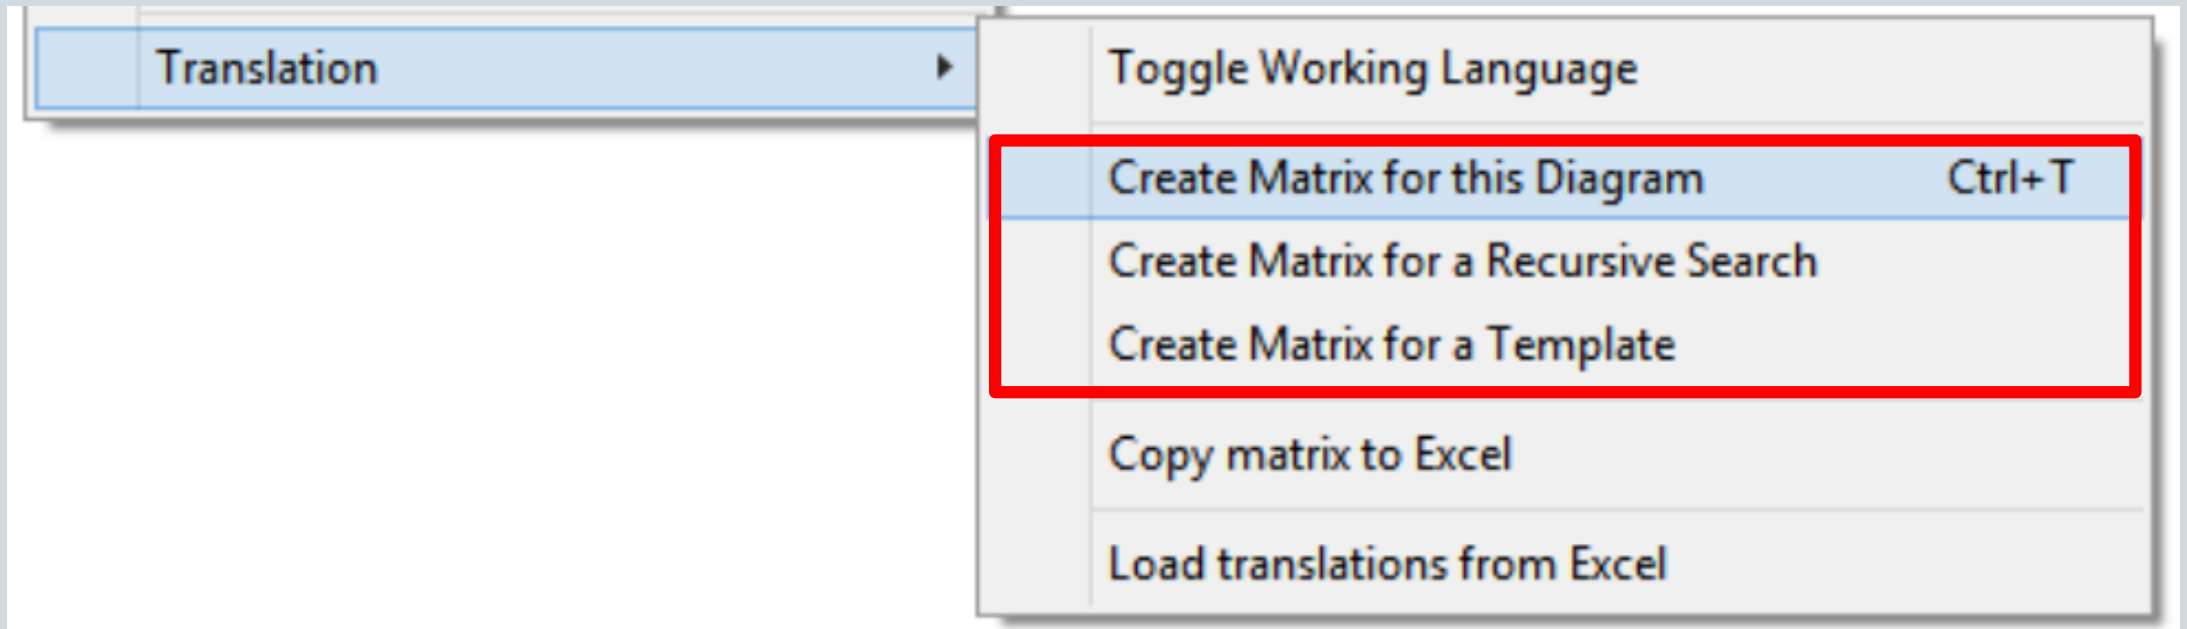 Translation
Toggle Working Language
Create Matrix for this Diagram Ctrl+T
Create Matrix for a Recursive Search
Create Matrix for a Template
Copy matrix to Excel
Load translations from Excel